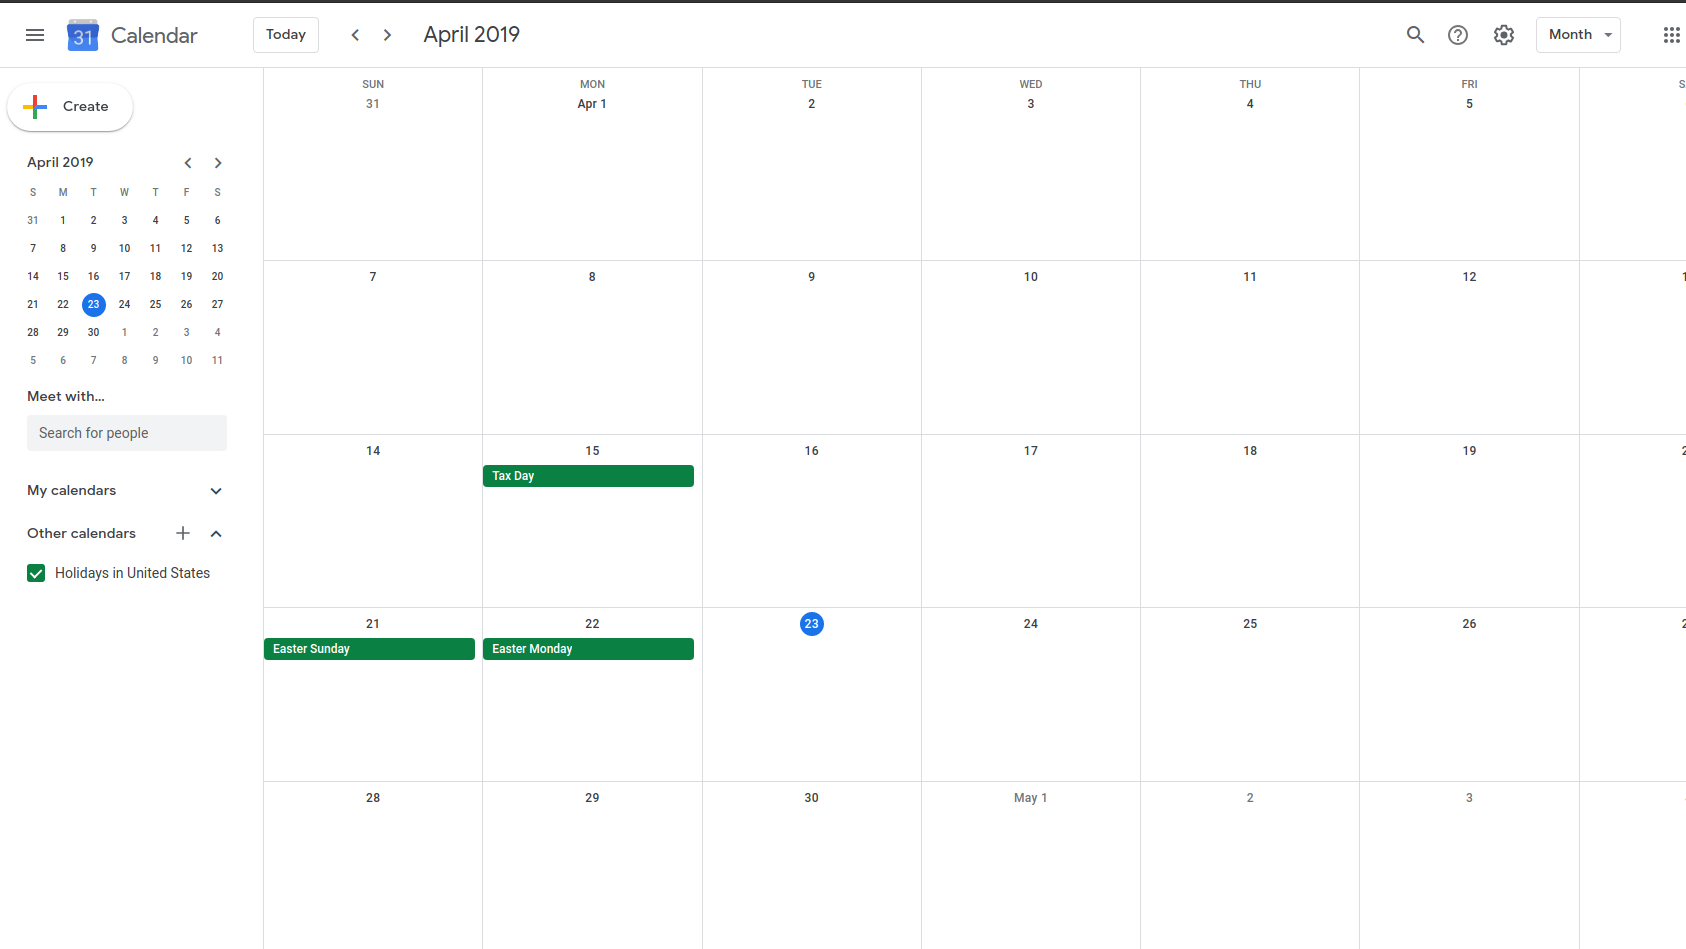 31 Calendar Today April 2019 Month
Create
April 2019
S M T W T F S
31 1 2 3 4 5 6
7 8 9 10 11 12 13
14 15 16 17 18 19 20
21 22 23 24 25 26 27
28 29 30 1 2 3 4
5 6 7 8 9 10 11
Meet with...
Search for people
My calendars
Other calendars
Holidays in United States
SUN MON TUE WED THU FRI
31 Apr 1 2 3 4 5
7 8 9 10 11 12
14 15 16 17 18 19
Tax Day
21 22 23 24 25 26
Easter Sunday Easter Monday
28 29 30 May 1 2 3